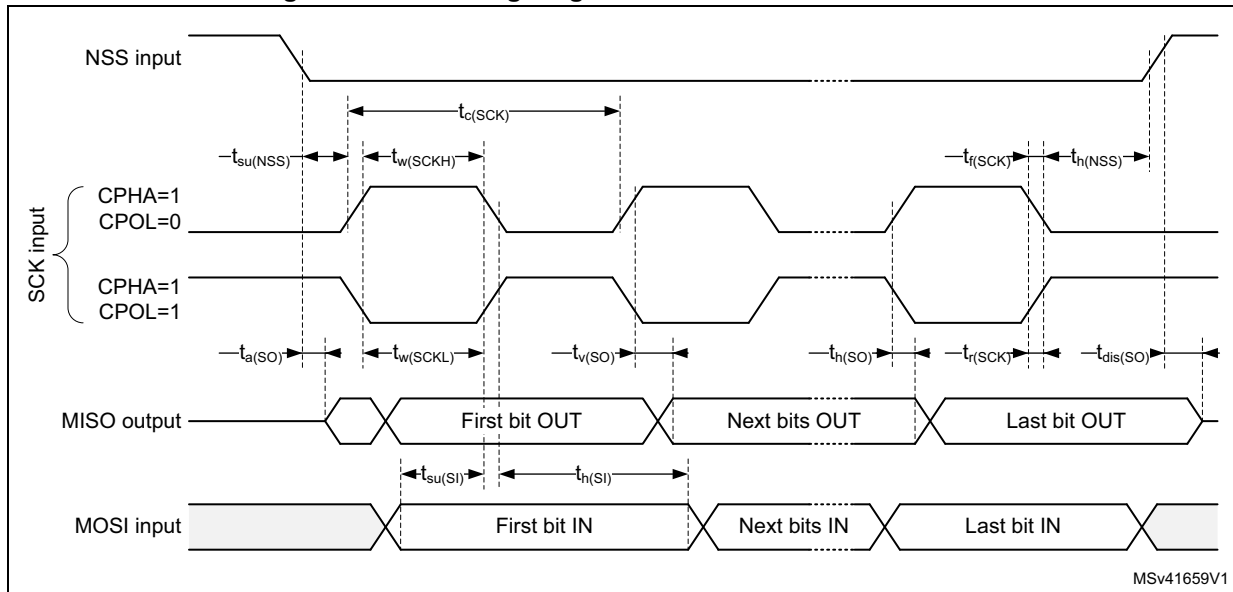 NSS input
tc(SCK)
tsu(NSS)
tw(SCKH)
tf(SCK)
th(NSS)
SCK input
CPHA=1
CPOL=0
CPHA=1
CPOL=1
ta(SO)
tw(SCKL)
tv(SO)
th(SO)
tr(SCK)
tdis(SO)
MISO output
First bit OUT
Next bits OUT
Last bit OUT
tsu(SI)
th(SI)
MOSI input
First bit IN
Next bits IN
Last bit IN
MSv41659V1